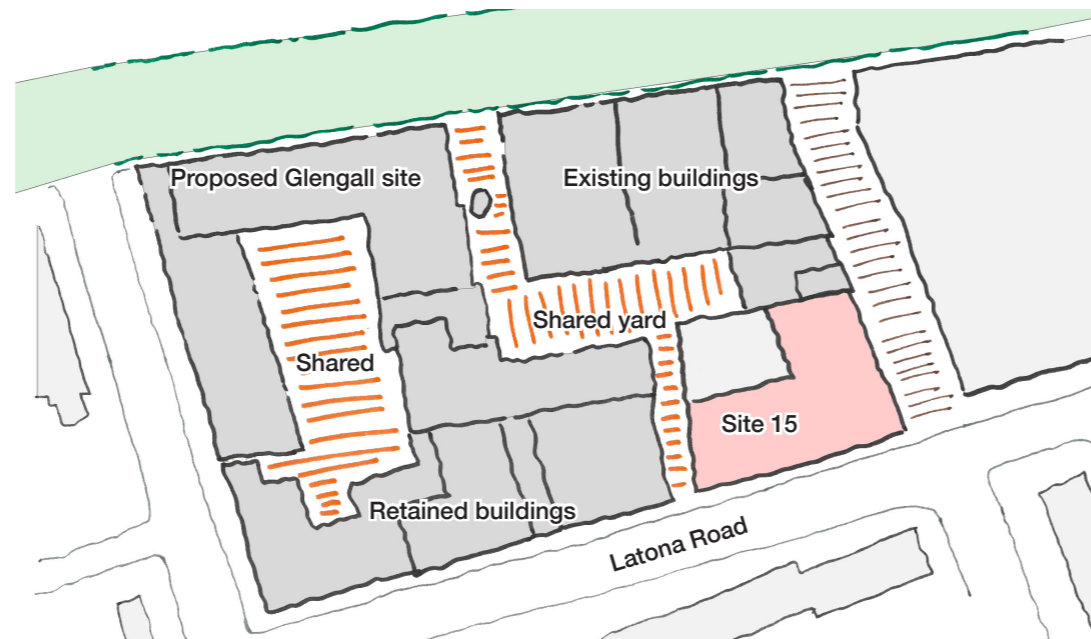 Proposed Glengall site
Existing buildings
Shared yard
Shared
Site 15
Retained buildings
Latona Road